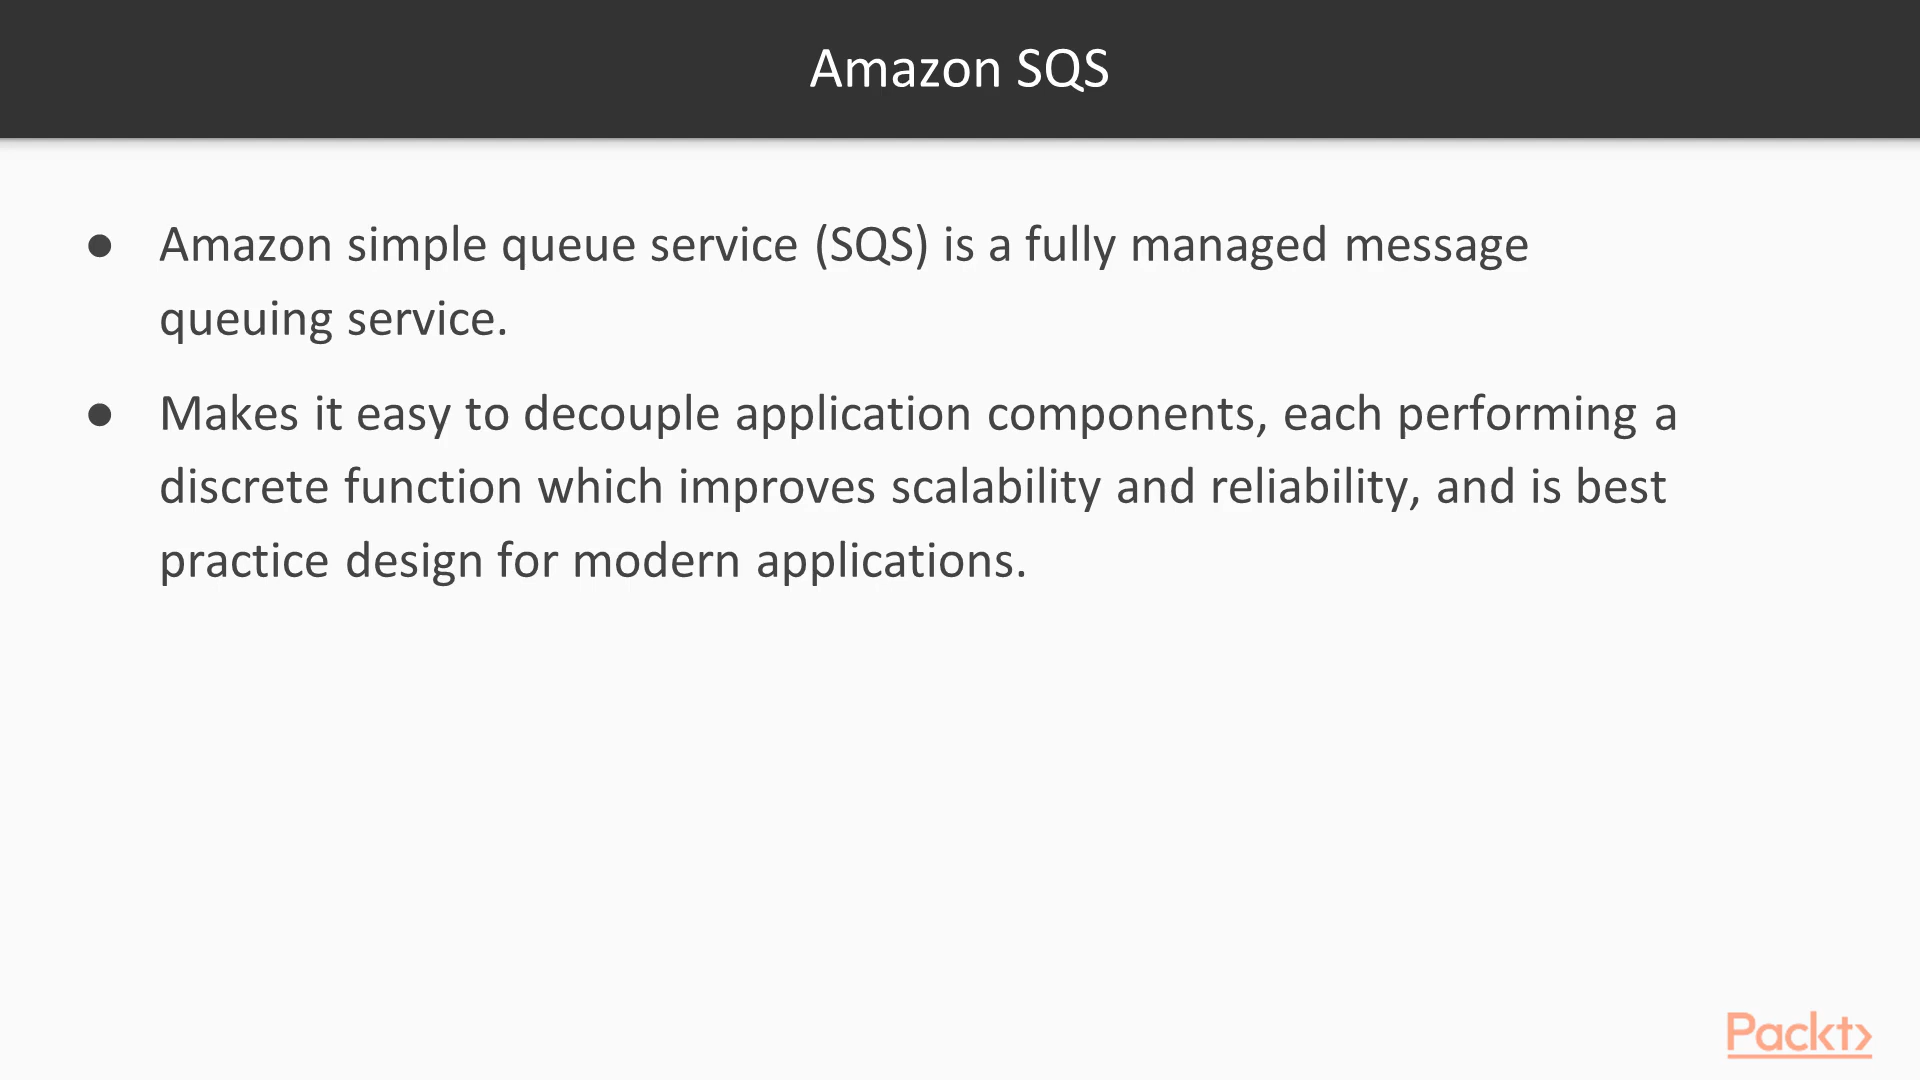 Amazon SQS
● Amazon simple queue service (SQS) is a fully managed message
queuing service.
● Makes it easy to decouple application components, each performing a
discrete function which improves scalability and reliability, and is best
practice design for modern applications.
Packt>